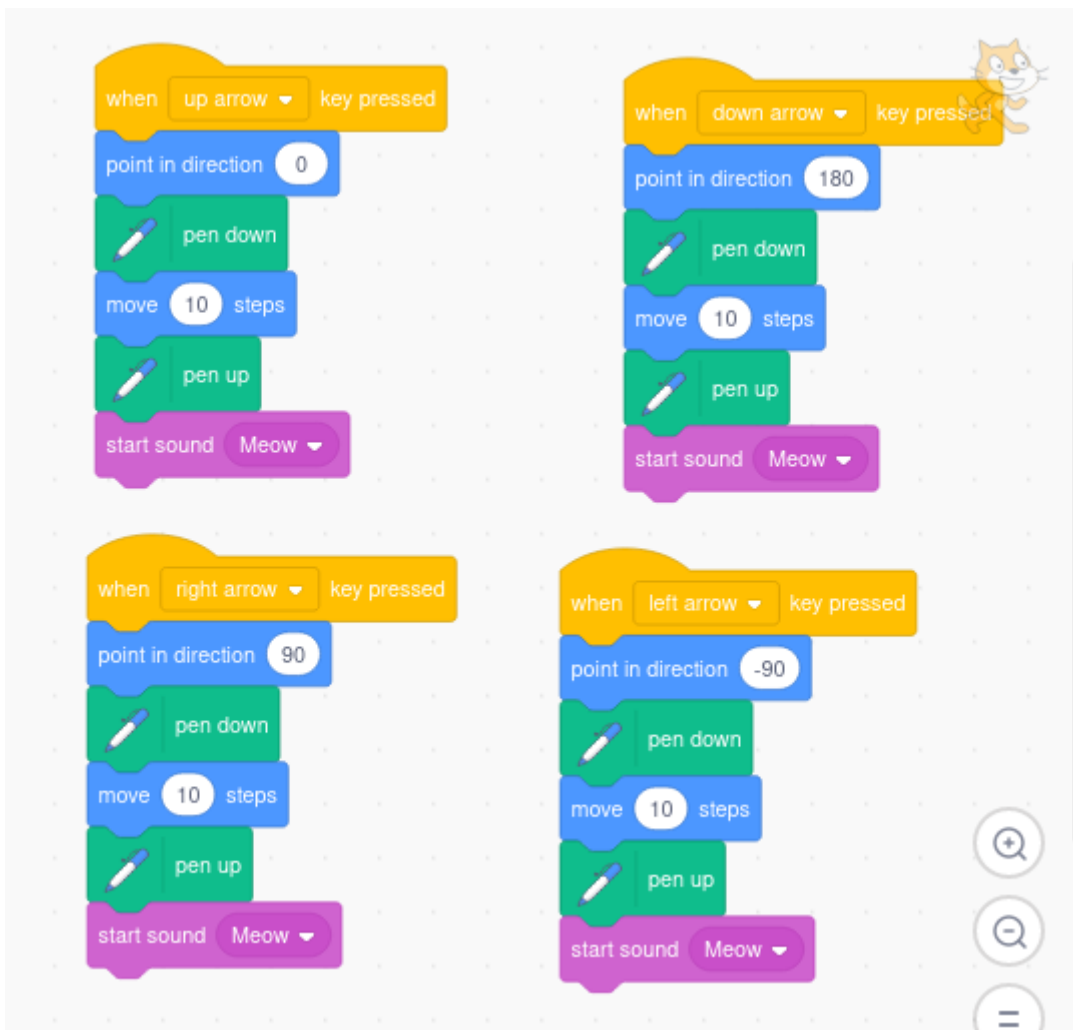 when up arrow key pressed
point in direction 0
pen down
move 10 steps
pen up
start sound Meow
when down arrow key pressed
point in direction 180
pen down
move 10 steps
pen up
start sound Meow
when right arrow key pressed
point in direction 90
pen down
move 10 steps
pen up
start sound Meow
when left arrow key pressed
point in direction -90
pen down
move 10 steps
pen up
start sound Meow